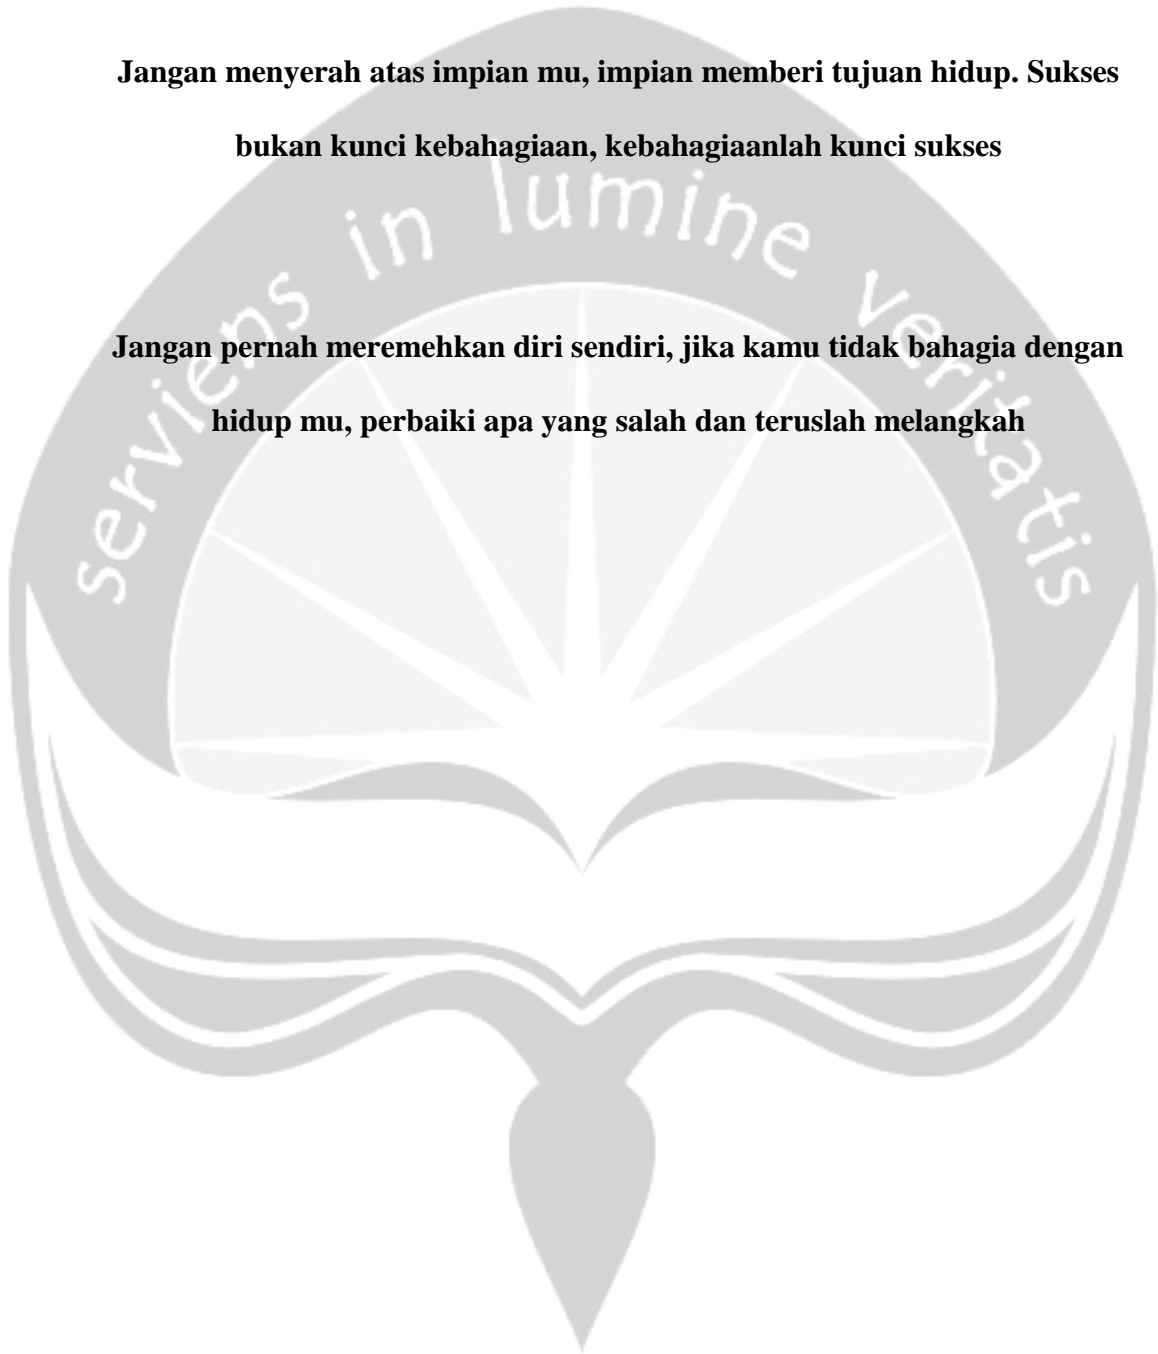 Jangan menyerah atas impian mu, impian memberi tujuan hidup. Sukses
bukan kunci kebahagiaan, kebahagiaanlah kunci sukses
serviens in lumine veritatis
Jangan pernah meremehkan diri sendiri, jika kamu tidak bahagia dengan
hidup mu, perbaiki apa yang salah dan teruslah melangkah